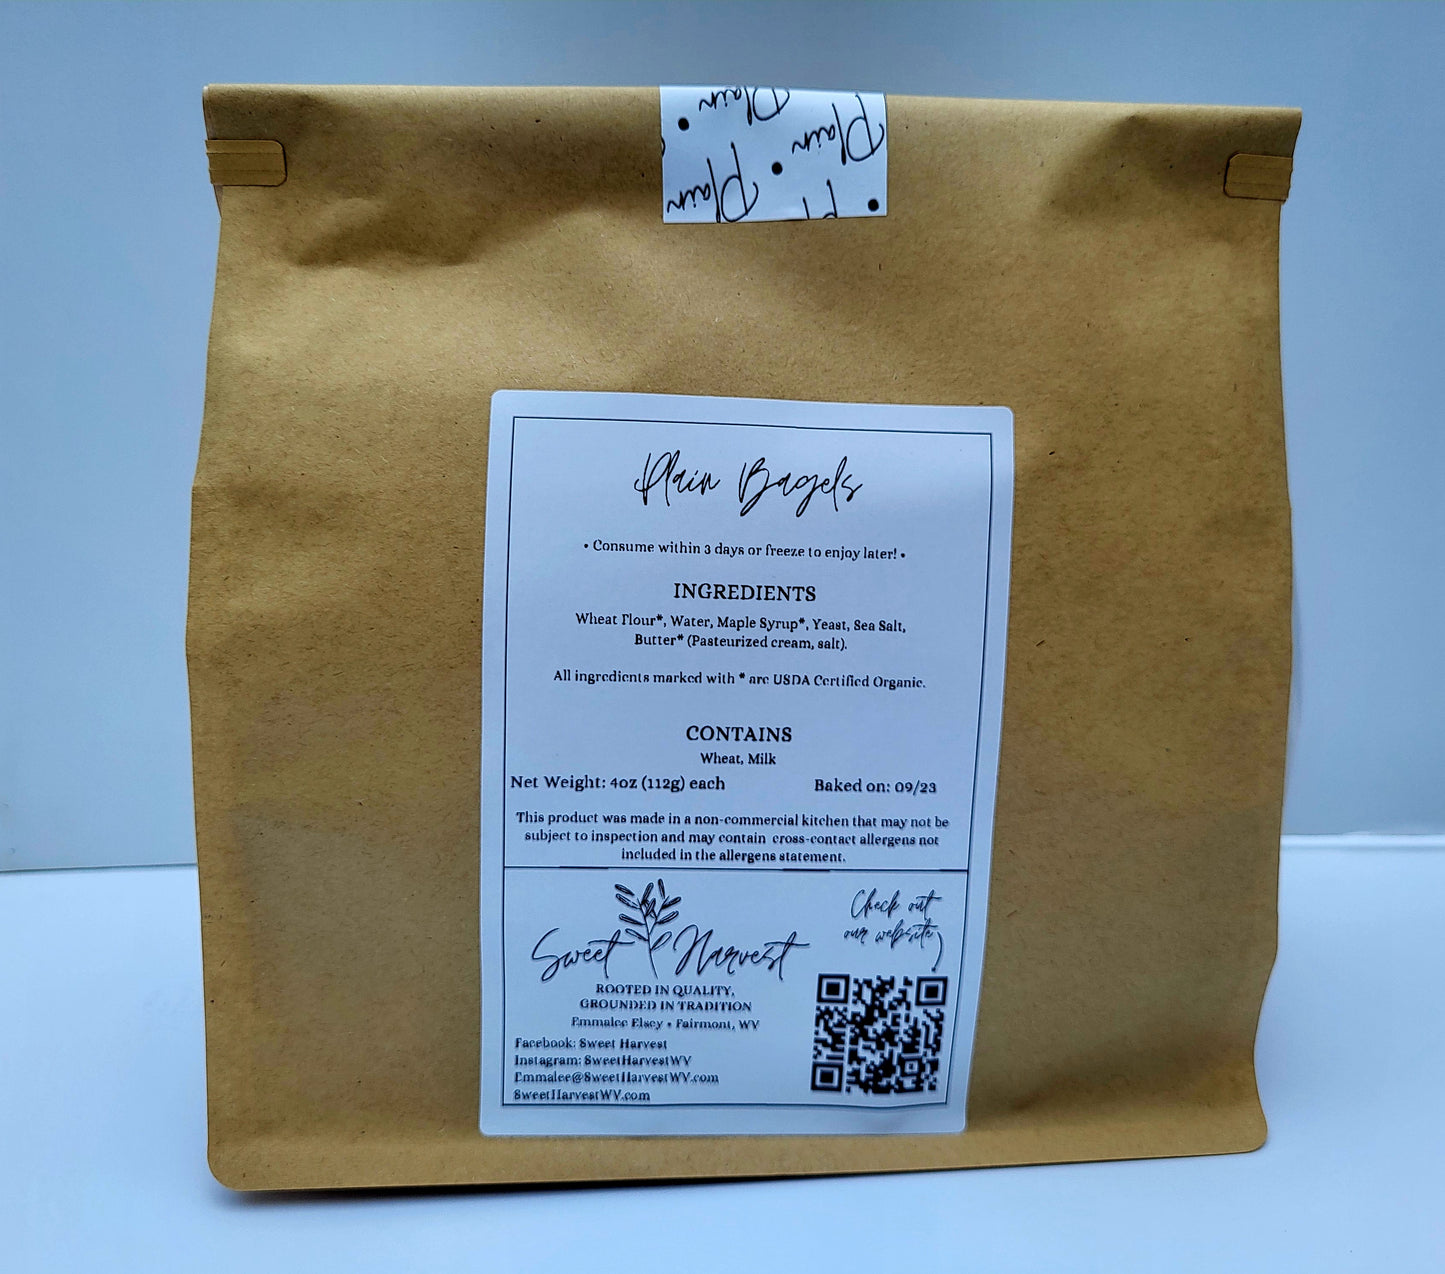 Plain Plain
Plain Plain Pl
Plain Bagels
• Consume within 3 days or freeze to enjoy later! •
INGREDIENTS
Wheat Flour*, Water, Maple Syrup*, Yeast, Sea Salt,
Butter* (Pasteurized cream, salt).
All ingredients marked with * are USDA Certified Organic.
CONTAINS
Wheat, Milk
Net Weight: 4oz (112g) each
Baked on: 09/23
This product was made in a non-commercial kitchen that may not be
subject to inspection and may contain cross-contact allergens not
included in the allergens statement.
Sweet Harvest
ROOTED IN QUALITY,
GROUNDED IN TRADITION
Emmalee Elsey • Fairmont, WV
Facebook: Sweet Harvest
Instagram: SweetHarvestWV
Emmalee@SweetHarvestWV.com
SweetHarvestWV.com
Check out
our website